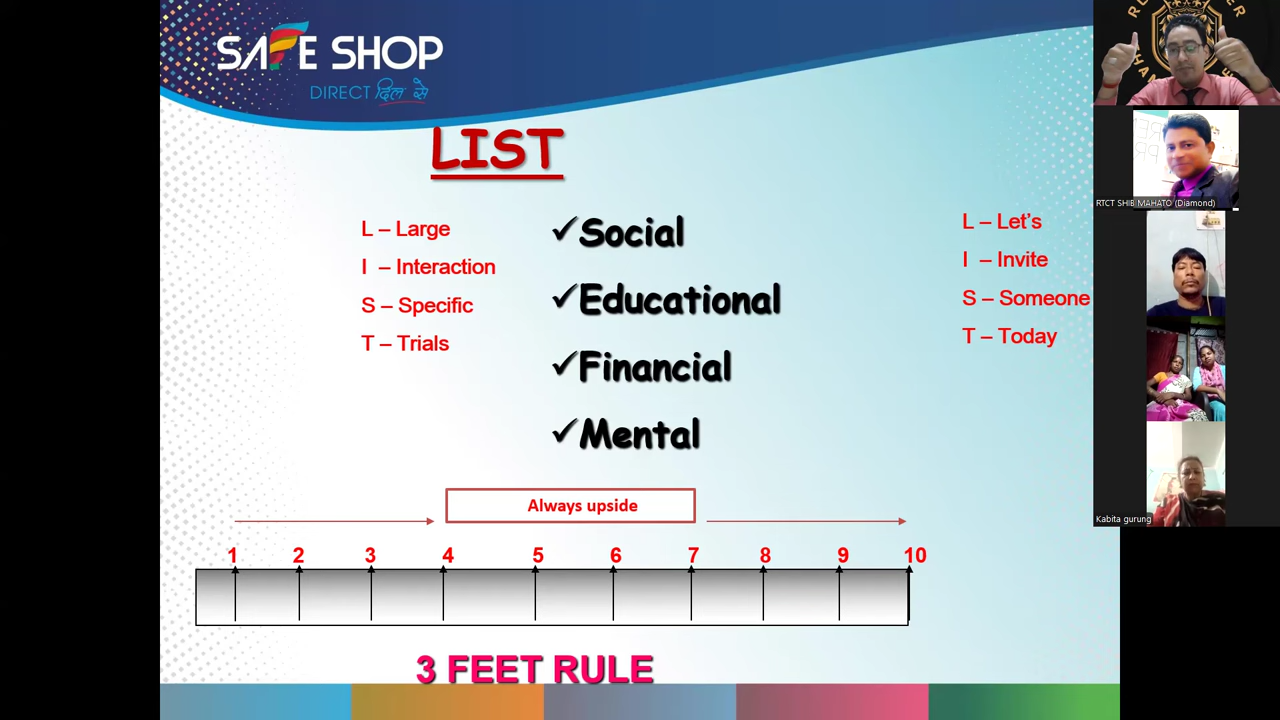 SAFE SHOP
DIRECT दिल से
LIST
L – Large
I – Interaction
S – Specific
T – Trials
✓Social
✓Educational
✓Financial
✓Mental
L – Let’s
I – Invite
S – Someone
T – Today
Always upside
1 2 3 4 5 6 7 8 9 10
3 FEET RULE
RTCT SHIB MAHATO (Diamond)
Kabita gurung